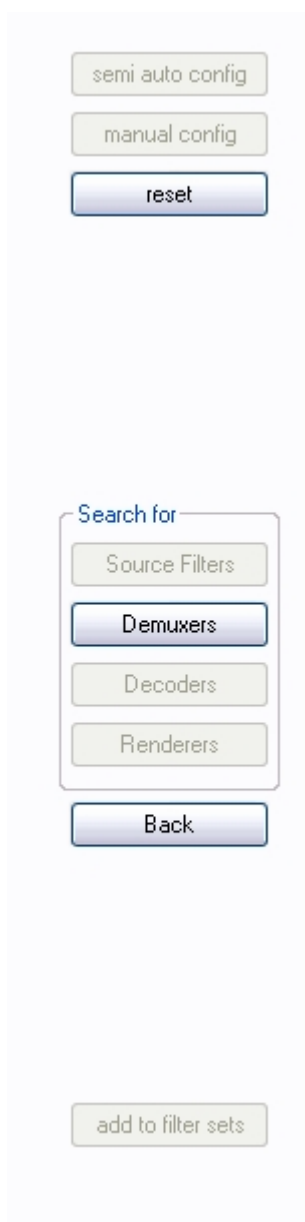 semi auto config
manual config
reset
Search for
Source Filters
Demuxers
Decoders
Renderers
Back
add to filter sets